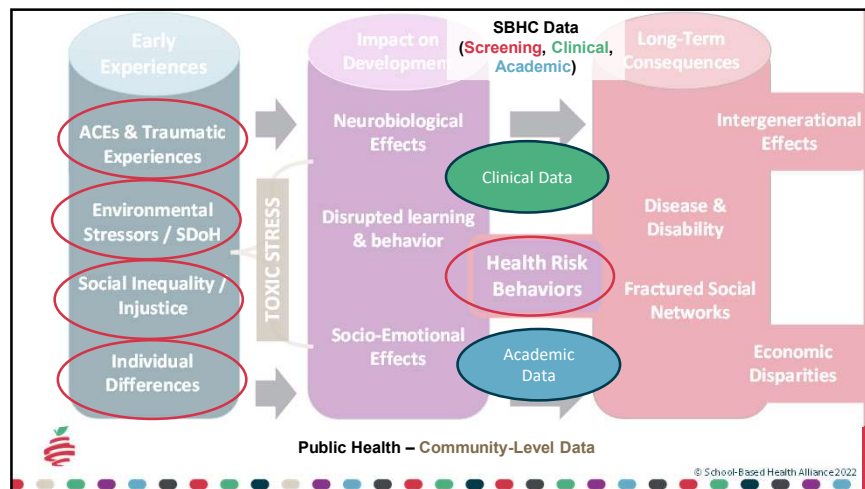 SBHC Data
(Screening, Clinical,
Academic)
Early
Experiences
ACEs & Traumatic
Experiences
Environmental
Stressors / SDoH
Social Inequality /
Injustice
Individual
Differences
TOXIC STRESS
Impact on
Development
Neurobiological
Effects
Disrupted learning
& behavior
Socio-Emotional
Effects
Clinical Data
Health Risk
Behaviors
Academic
Data
Long-Term
Consequences
Intergenerational
Effects
Disease &
Disability
Fractured Social
Networks
Economic
Disparities
Public Health – Community-Level Data
© School-Based Health Alliance 2022